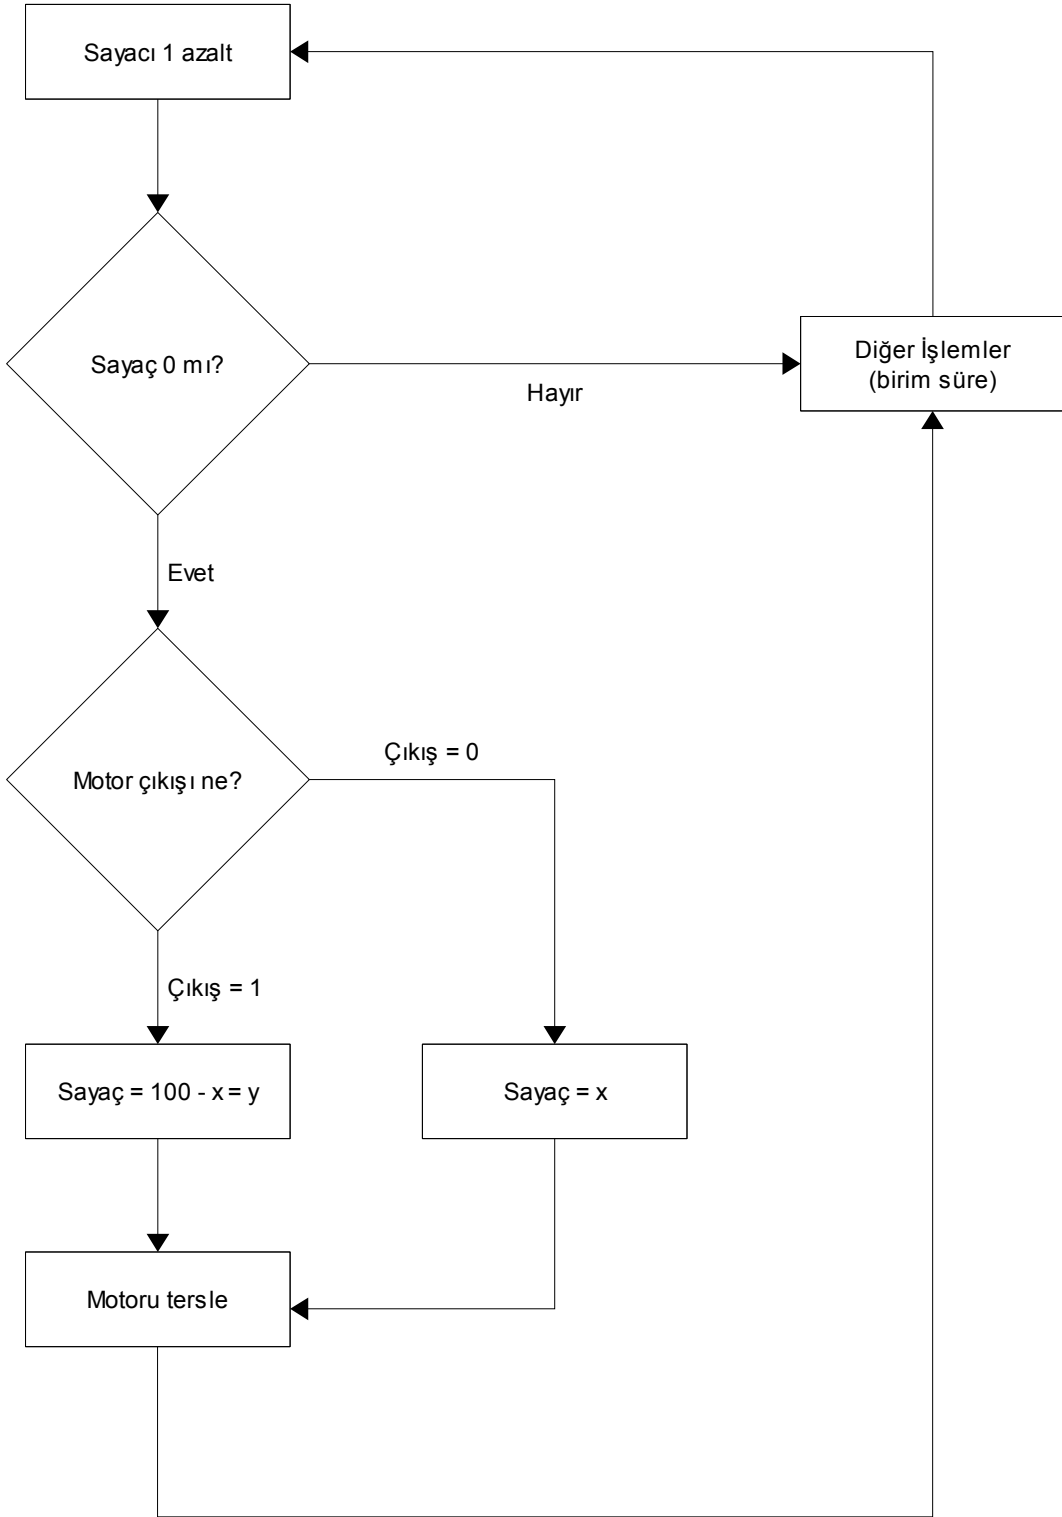 Sayacı 1 azalt
Sayaç 0 mı?
Hayır
Diğer İşlemler
(birim süre)
Evet
Motor çıkışı ne?
Çıkış = 0
Çıkış = 1
Sayaç = 100 - x = y
Sayaç = x
Motoru tersle